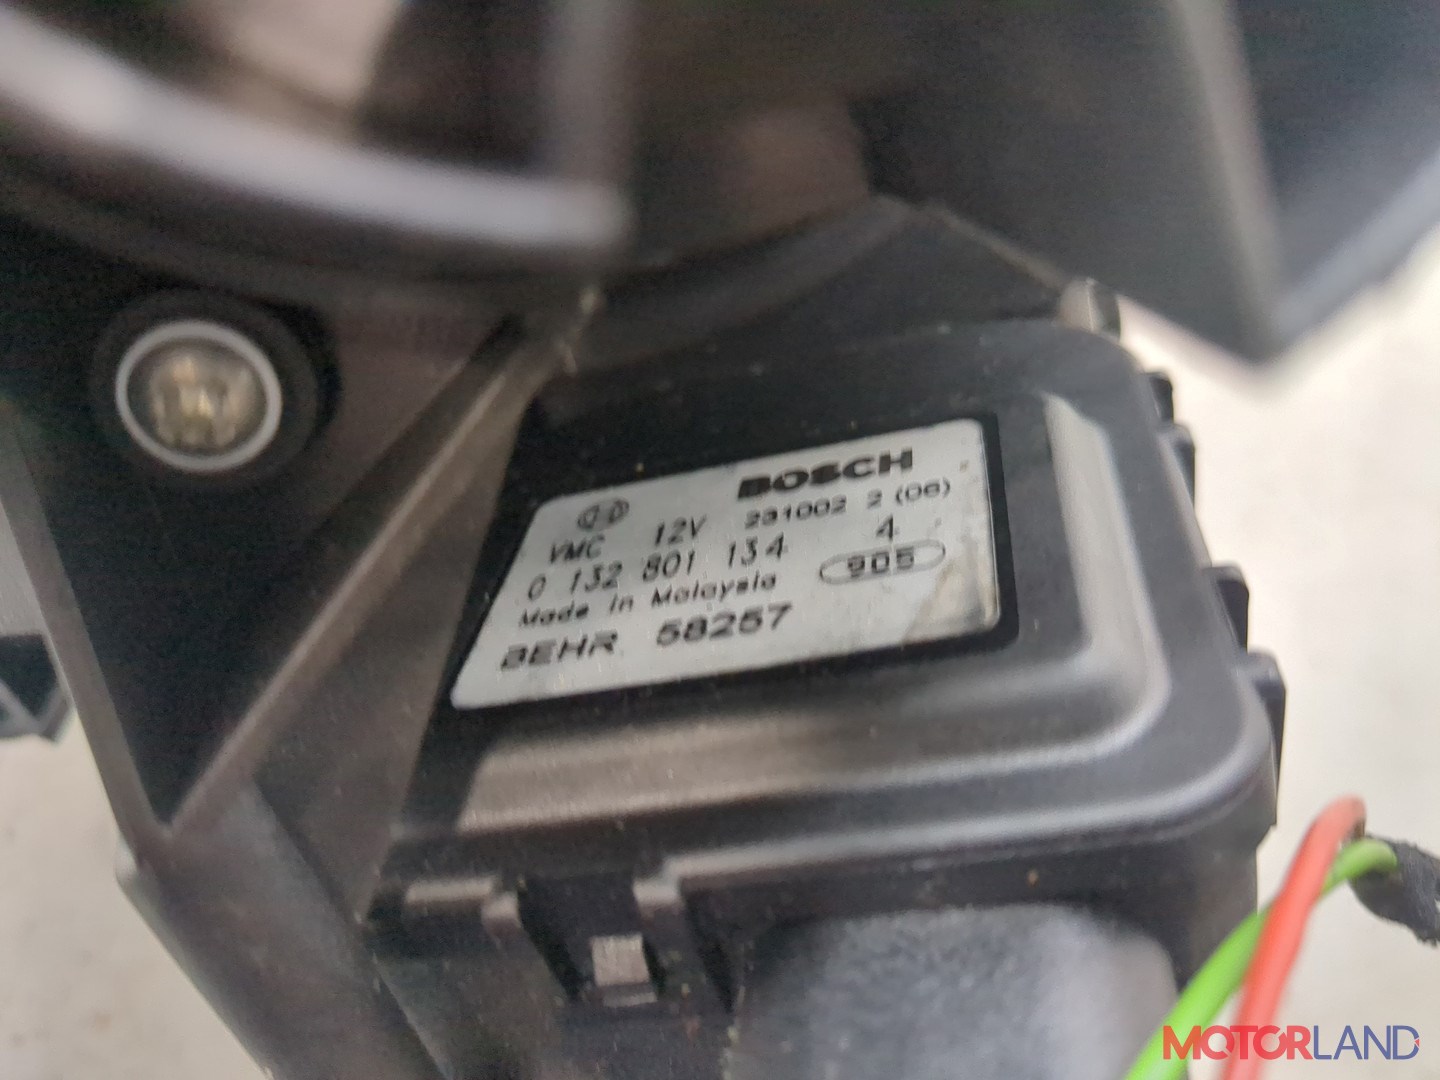 BOSCH
VMC 12V 231002 2 (06)
0 132 801 134 4
Made in Malaysia 905
BEHR 58257
MOTORLAND